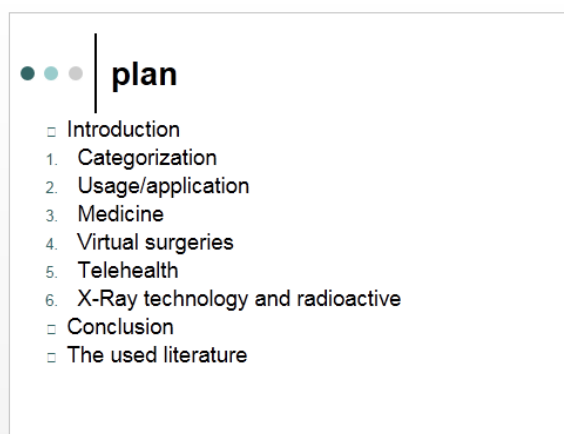 plan
□ Introduction
1. Categorization
2. Usage/application
3. Medicine
4. Virtual surgeries
5. Telehealth
6. X-Ray technology and radioactive
□ Conclusion
□ The used literature